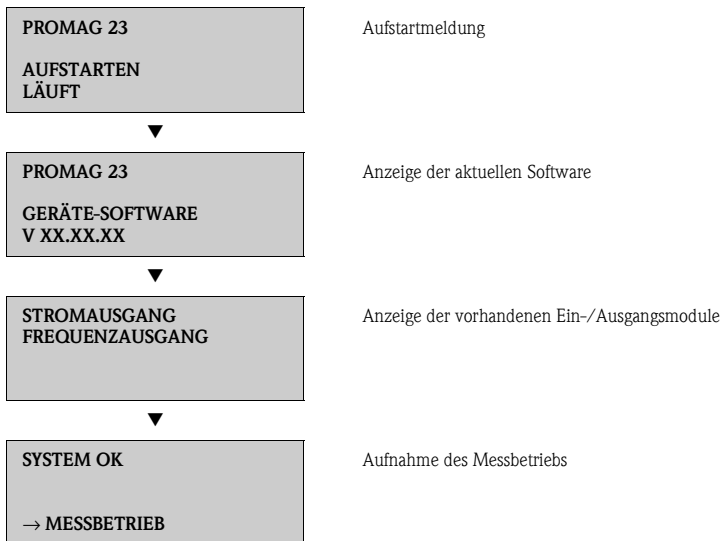 PROMAG 23
Aufstartmeldung
AUFSTARTEN
LÄUFT
▼
PROMAG 23
Anzeige der aktuellen Software
GERÄTE-SOFTWARE
V XX.XX.XX
▼
STROMAUSGANG
Anzeige der vorhandenen Ein-/Ausgangsmodule
FREQUENZAUSGANG
▼
SYSTEM OK
Aufnahme des Messbetriebs
→ MESSBETRIEB